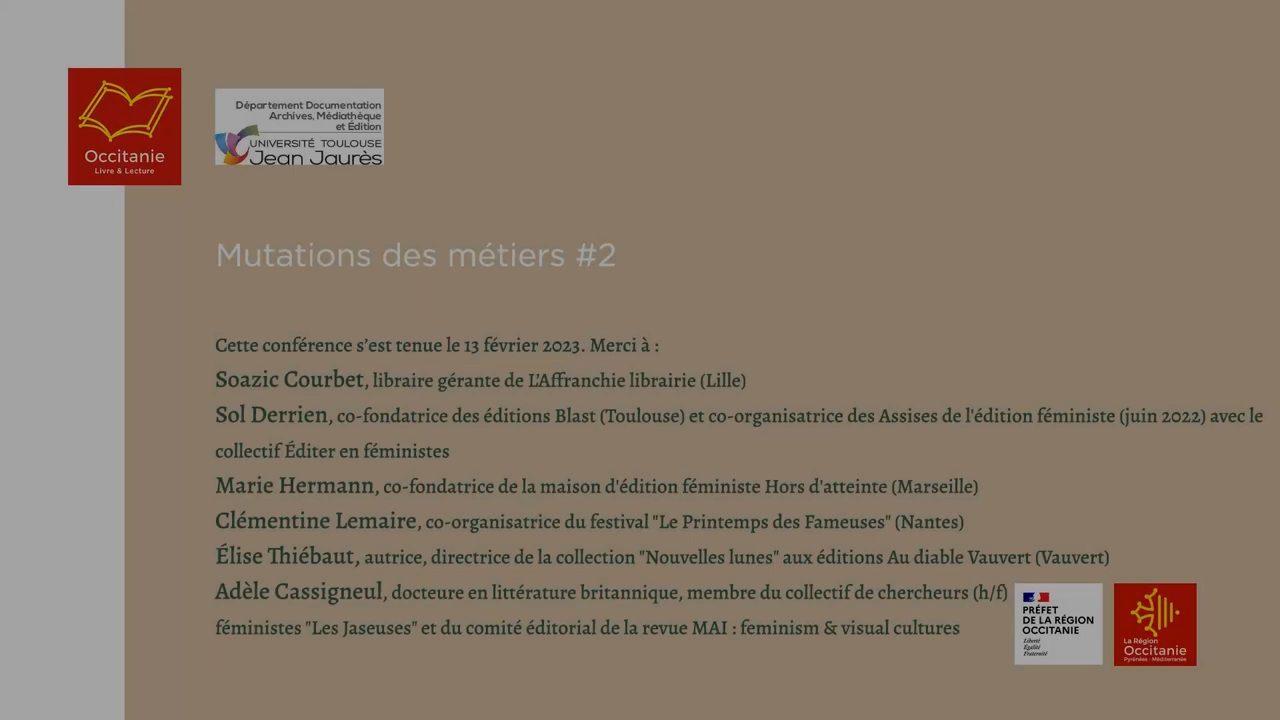 Occitanie
Livre & Lecture
Département Documentation
Archives, Médiathèque
et Édition
UNIVERSITÉ TOULOUSE
Jean Jaurès
Mutations des métiers #2
Cette conférence s’est tenue le 13 février 2023. Merci à :
Soazic Courbet, libraire gérante de L'Affranchie librairie (Lille)
Sol Derrien, co-fondatrice des éditions Blast (Toulouse) et co-organisatrice des Assises de l'édition féministe (juin 2022) avec le
collectif Éditer en féministes
Marie Hermann, co-fondatrice de la maison d'édition féministe Hors d'atteinte (Marseille)
Clémentine Lemaire, co-organisatrice du festival "Le Printemps des Fameuses" (Nantes)
Élise Thiébaut, autrice, directrice de la collection "Nouvelles lunes" aux éditions Au diable Vauvert (Vauvert)
Adèle Cassigneul, docteure en littérature britannique, membre du collectif de chercheurs (h/f)
féministes "Les Jaseuses" et du comité éditorial de la revue MAI : feminism & visual cultures
PRÉFET
DE LA RÉGION
OCCITANIE
Liberté
Égalité
Fraternité
La Région
Occitanie
Pyrénées - Méditerranée